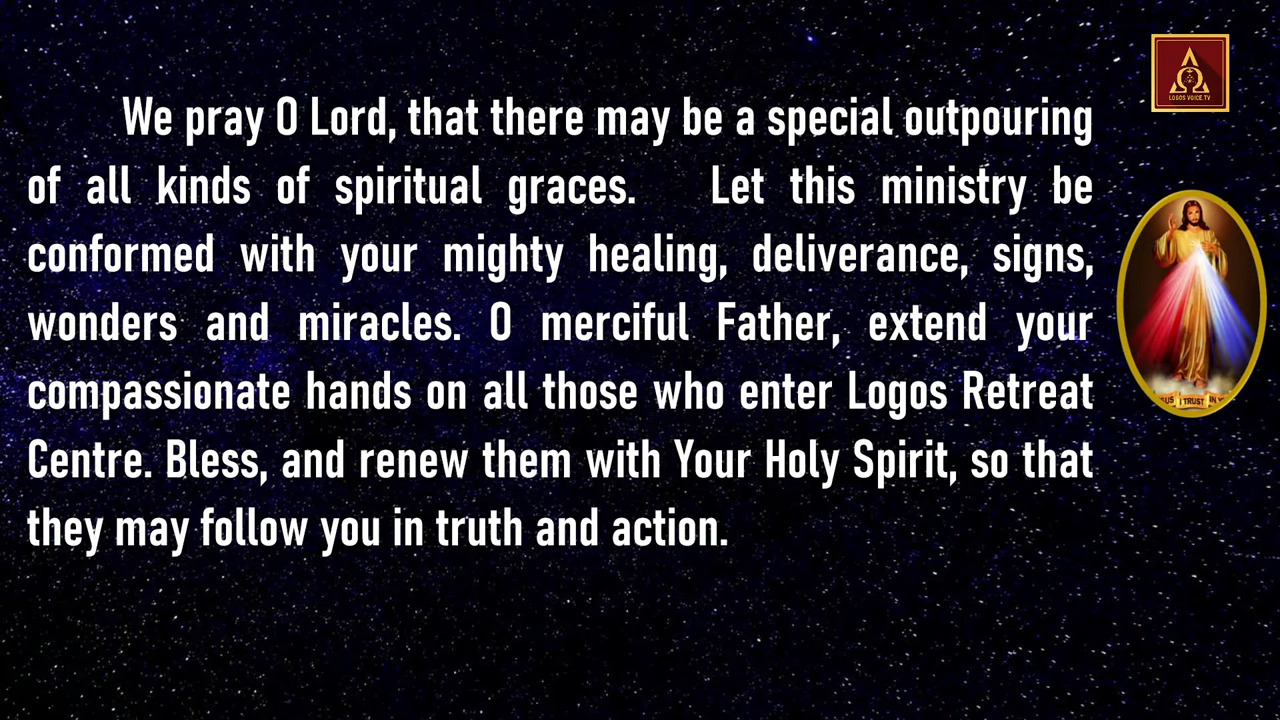 We pray O Lord, that there may be a special outpouring
of all kinds of spiritual graces. Let this ministry be
conformed with your mighty healing, deliverance, signs,
wonders and miracles. O merciful Father, extend your
compassionate hands on all those who enter Logos Retreat
Centre. Bless, and renew them with Your Holy Spirit, so that
they may follow you in truth and action.
LOGOS VOICE.TV
I TRUST IN